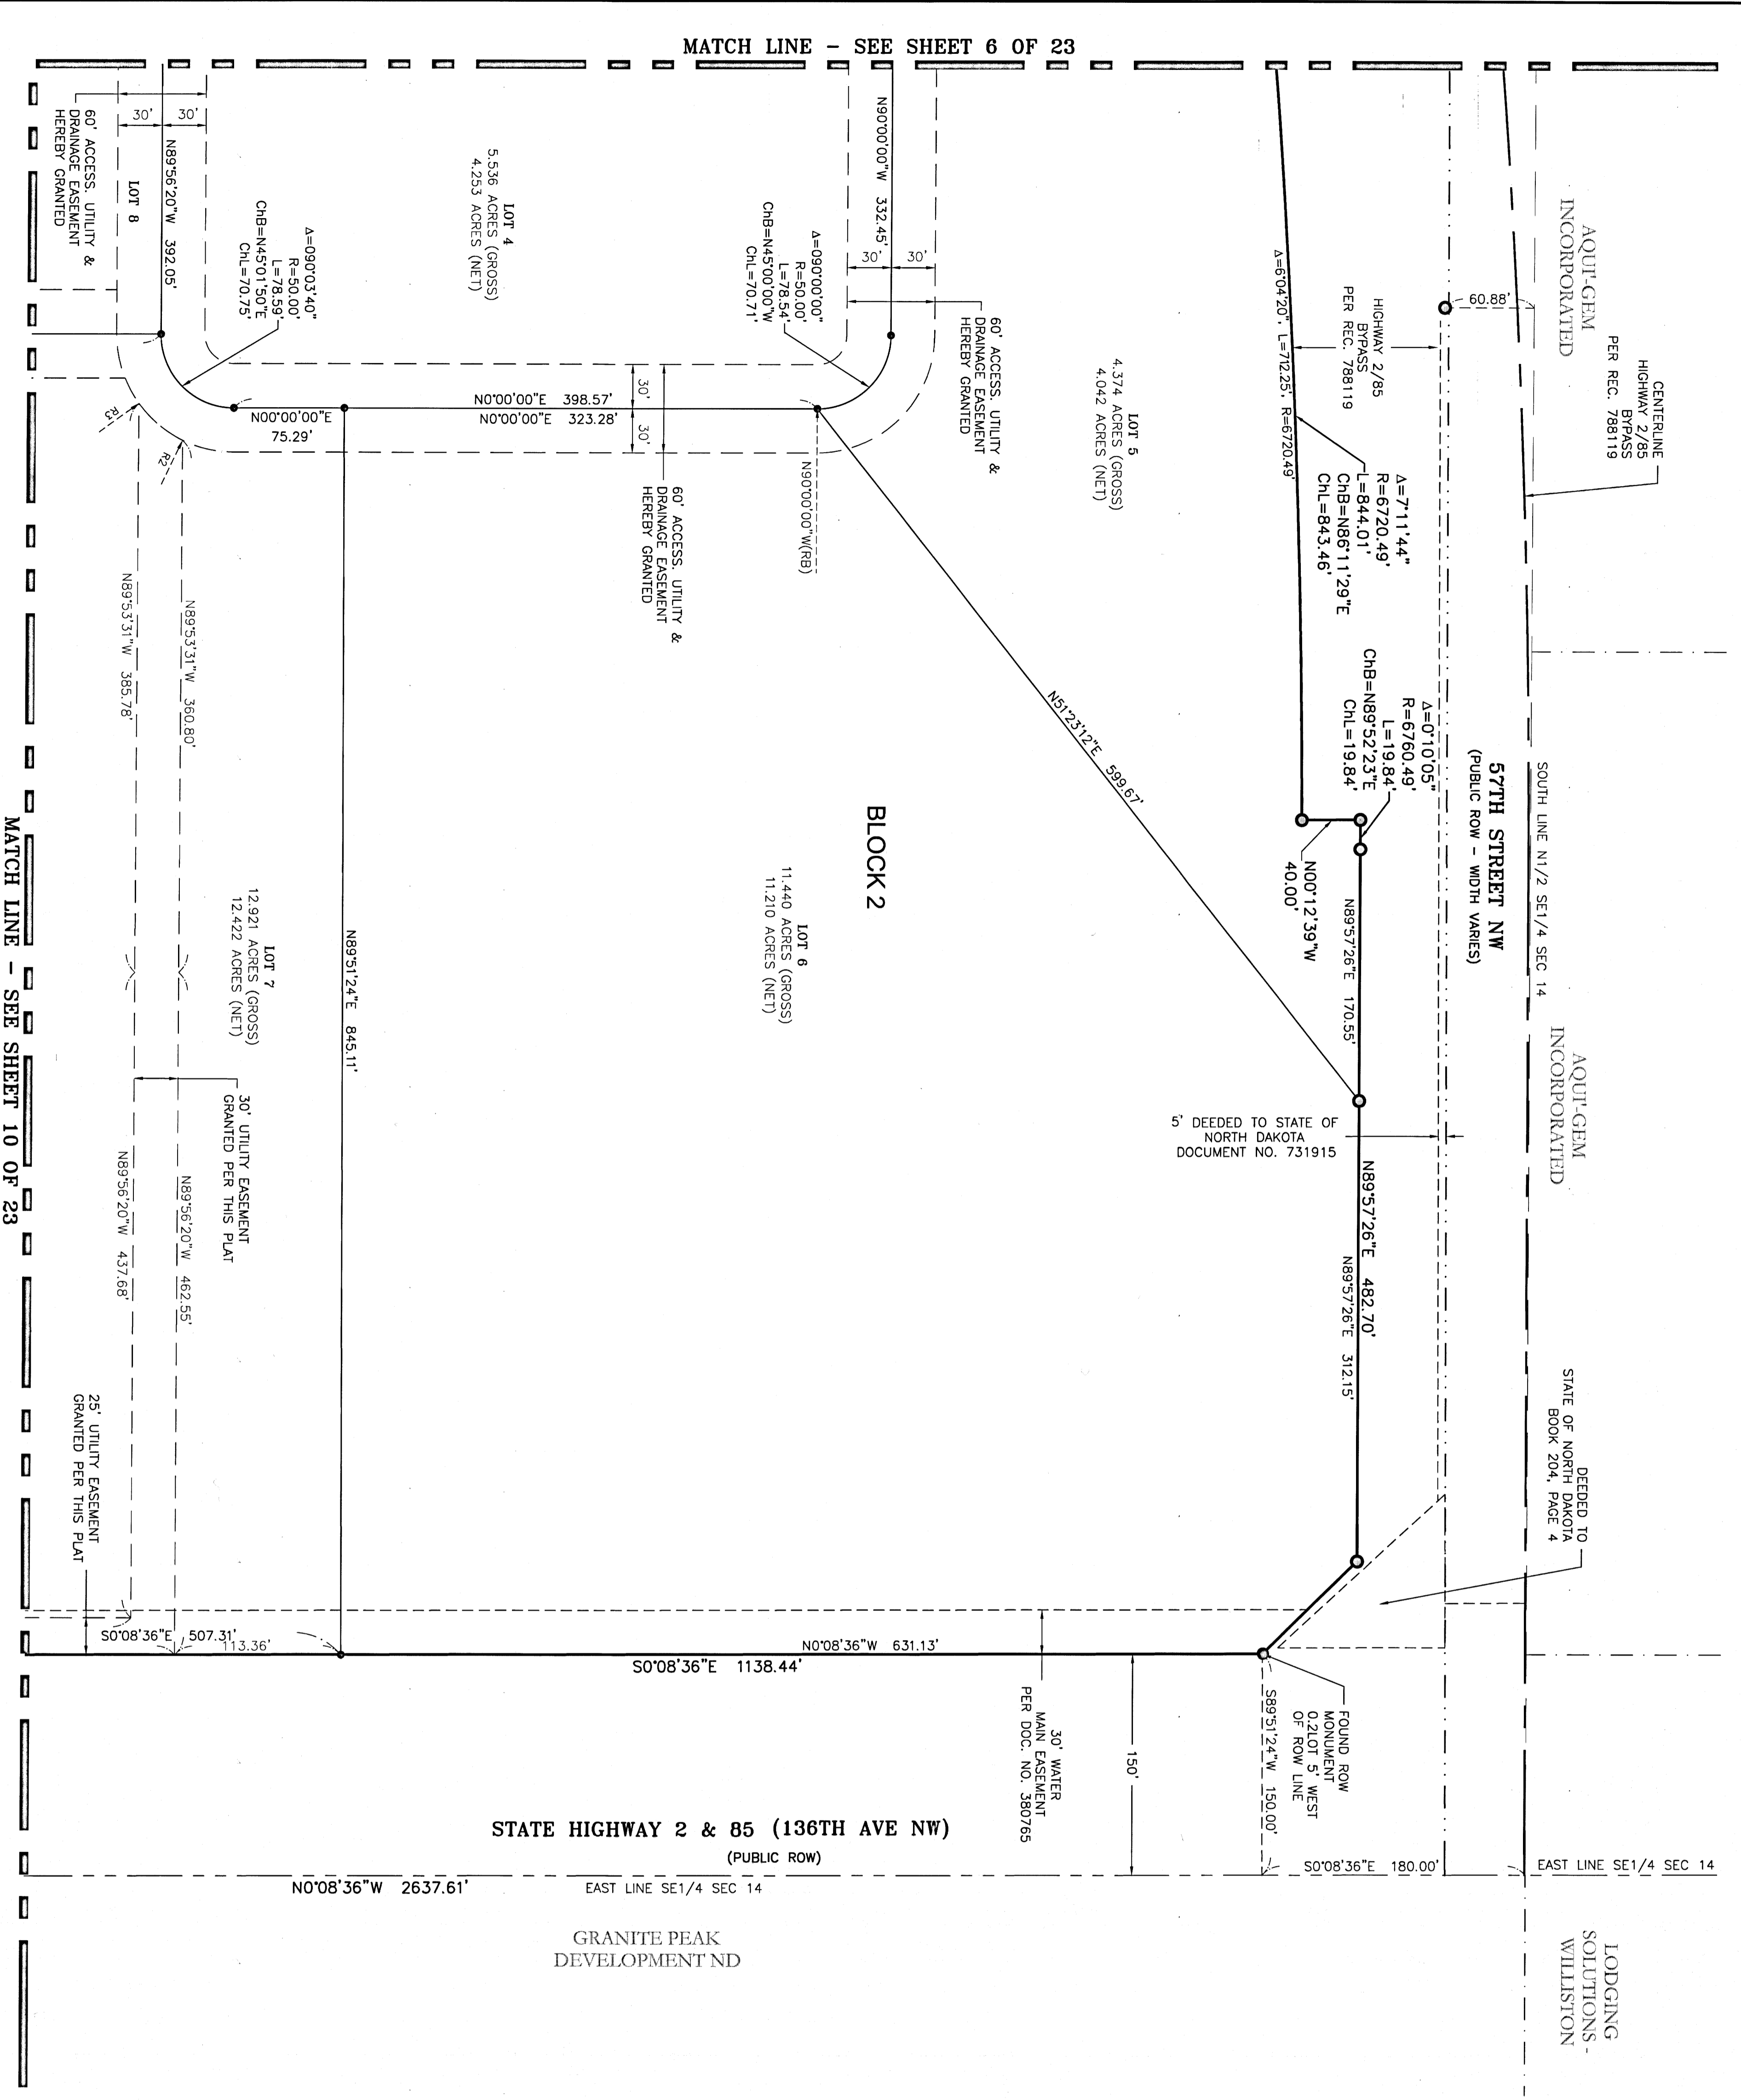 MATCH LINE - SEE SHEET 6 OF 23
AQUI'-GEM
INCORPORATED
CENTERLINE
HIGHWAY 2/85
BYPASS
PER REC. 788119
60.88'
HIGHWAY 2/85
BYPASS
PER REC. 788119
Δ=6°04'20", L=712.25', R=6720.49'
Δ=7°11'44"
R=6720.49'
L=844.01'
ChB=N86°11'29"E
ChL=843.46'
Δ=0°10'05"
R=6760.49'
L=19.84'
ChB=N89°52'23"E
ChL=19.84'
57TH STREET NW
(PUBLIC ROW - WIDTH VARIES)
SOUTH LINE N1/2 SE1/4 SEC 14
N00°12'39"W
40.00'
N89°57'26"E 170.55'
AQUI'-GEM
INCORPORATED
5' DEEDED TO STATE OF
NORTH DAKOTA
DOCUMENT NO. 731915
N89°57'26"E 482.70'
N89°57'26"E 312.15'
DEEDED TO
STATE OF NORTH DAKOTA
BOOK 204, PAGE 4
60' ACCESS. UTILITY &
DRAINAGE EASEMENT
HEREBY GRANTED
30'
30'
N89°56'20"W 392.05'
LOT 8
LOT 4
5.536 ACRES (GROSS)
4.253 ACRES (NET)
Δ=090°03'40"
R=50.00'
L=78.59'
ChB=N45°01'50"E
ChL=70.75'
N90°00'00"W 332.45'
30'
30'
Δ=090°00'00"
R=50.00'
L=78.54'
ChB=N45°00'00"W
ChL=70.71'
60' ACCESS. UTILITY &
DRAINAGE EASEMENT
HEREBY GRANTED
LOT 5
4.374 ACRES (GROSS)
4.042 ACRES (NET)
N0°00'00"E 398.57'
N0°00'00"E 323.28'
N00°00'00"E
75.29'
30'
30'
R3
R2
N90°00'00"W(RB)
60' ACCESS. UTILITY &
DRAINAGE EASEMENT
HEREBY GRANTED
N51°23'12"E 599.67'
BLOCK 2
LOT 6
11.440 ACRES (GROSS)
11.210 ACRES (NET)
N89°53'31"W 385.78'
N89°53'31"W 360.80'
LOT 7
12.921 ACRES (GROSS)
12.422 ACRES (NET)
N89°51'24"E 845.11'
30' UTILITY EASEMENT
GRANTED PER THIS PLAT
N89°56'20"W 437.68'
N89°56'20"W 462.55'
25' UTILITY EASEMENT
GRANTED PER THIS PLAT
MATCH LINE - SEE SHEET 10 OF 23
S0°08'36"E 507.31'
113.36'
N0°08'36"W 631.13'
S0°08'36"E 1138.44'
30' WATER
MAIN EASEMENT
PER DOC. NO. 380765
150'
FOUND ROW
MONUMENT
0.2LOT 5' WEST
OF ROW LINE
S89°51'24"W 150.00'
S0°08'36"E 180.00'
EAST LINE SE1/4 SEC 14
STATE HIGHWAY 2 & 85 (136TH AVE NW)
(PUBLIC ROW)
N0°08'36"W 2637.61'
EAST LINE SE1/4 SEC 14
GRANITE PEAK
DEVELOPMENT ND
LODGING
SOLUTIONS -
WILLISTON